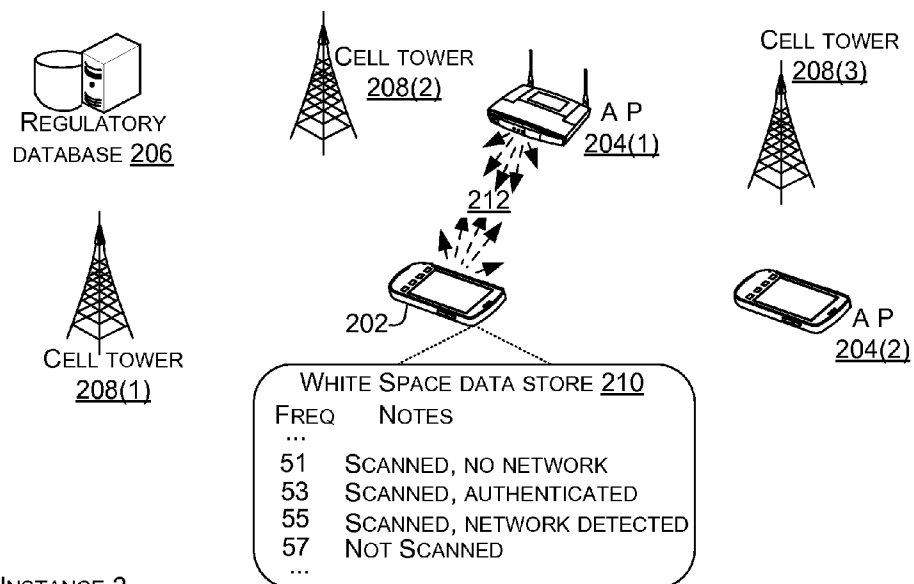 REGULATORY
DATABASE 206
CELL TOWER
208(2)
A P
204(1)
CELL TOWER
208(3)
212
CELL TOWER
208(1)
202
A P
204(2)
WHITE SPACE DATA STORE 210
FREQ NOTES
...
51 SCANNED, NO NETWORK
53 SCANNED, AUTHENTICATED
55 SCANNED, NETWORK DETECTED
57 NOT SCANNED
...